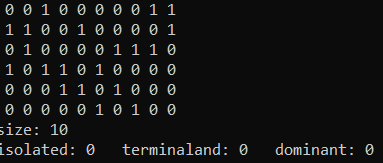 0 0 1 0 0 0 0 0 1 1
1 1 0 0 1 0 0 0 0 1
0 1 0 0 0 0 1 1 1 0
1 0 1 1 0 1 0 0 0 0
0 0 0 1 1 0 1 0 0 0
0 0 0 0 0 1 0 1 0 0
size: 10
isolated: 0 terminaland: 0 dominant: 0